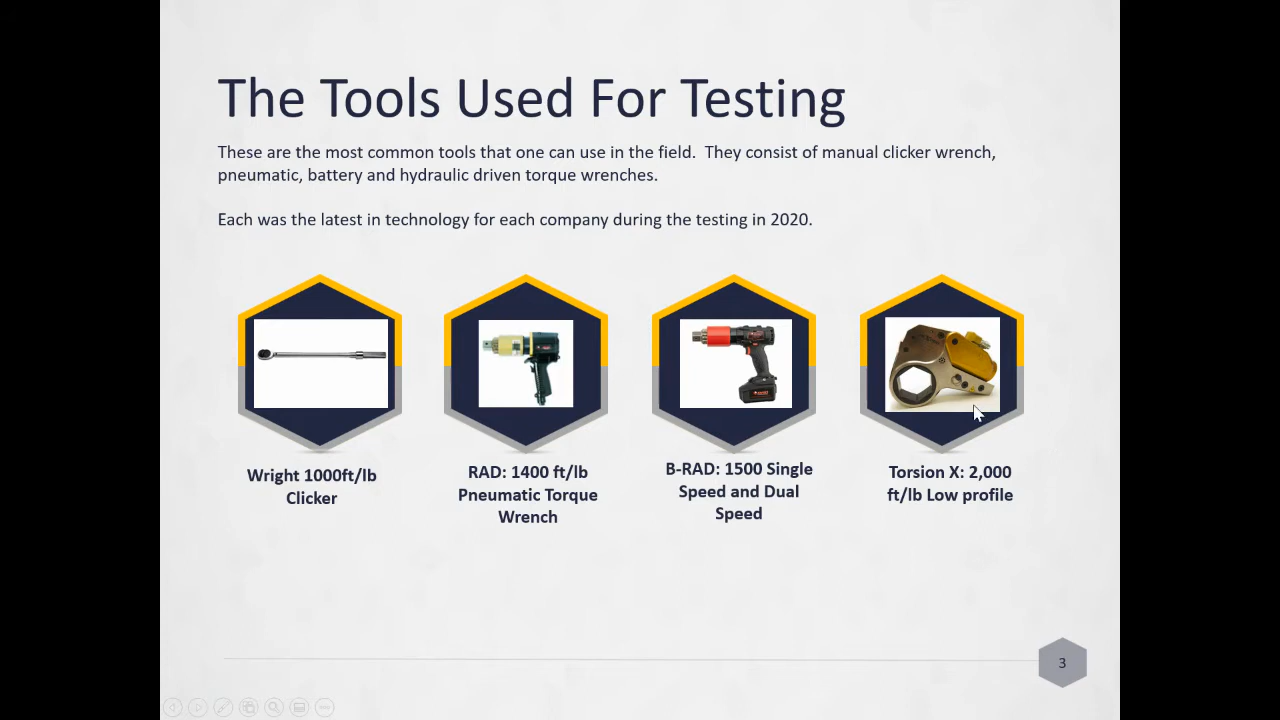 The Tools Used For Testing
These are the most common tools that one can use in the field.  They consist of manual clicker wrench,
pneumatic, battery and hydraulic driven torque wrenches.
Each was the latest in technology for each company during the testing in 2020.
Wright 1000ft/lb
Clicker
RAD: 1400 ft/lb
Pneumatic Torque
Wrench
B-RAD: 1500 Single
Speed and Dual
Speed
Torsion X: 2,000
ft/lb Low profile
3